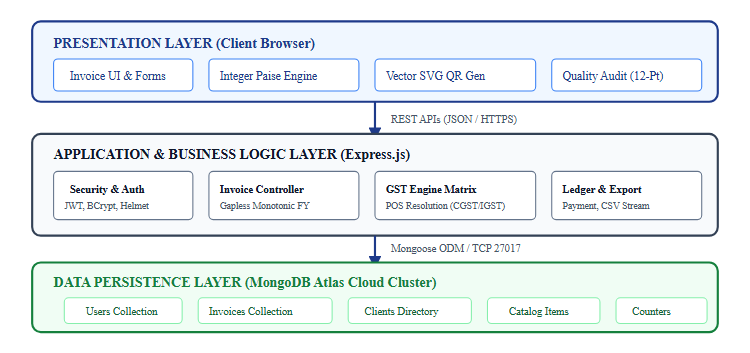 PRESENTATION LAYER (Client Browser)
Invoice UI & Forms
Integer Paise Engine
Vector SVG QR Gen
Quality Audit (12-Pt)
REST APIs (JSON / HTTPS)
APPLICATION & BUSINESS LOGIC LAYER (Express.js)
Security & Auth
JWT, BCrypt, Helmet
Invoice Controller
Gapless Monotonic FY
GST Engine Matrix
POS Resolution (CGST/IGST)
Ledger & Export
Payment, CSV Stream
Mongoose ODM / TCP 27017
DATA PERSISTENCE LAYER (MongoDB Atlas Cloud Cluster)
Users Collection
Invoices Collection
Clients Directory
Catalog Items
Counters